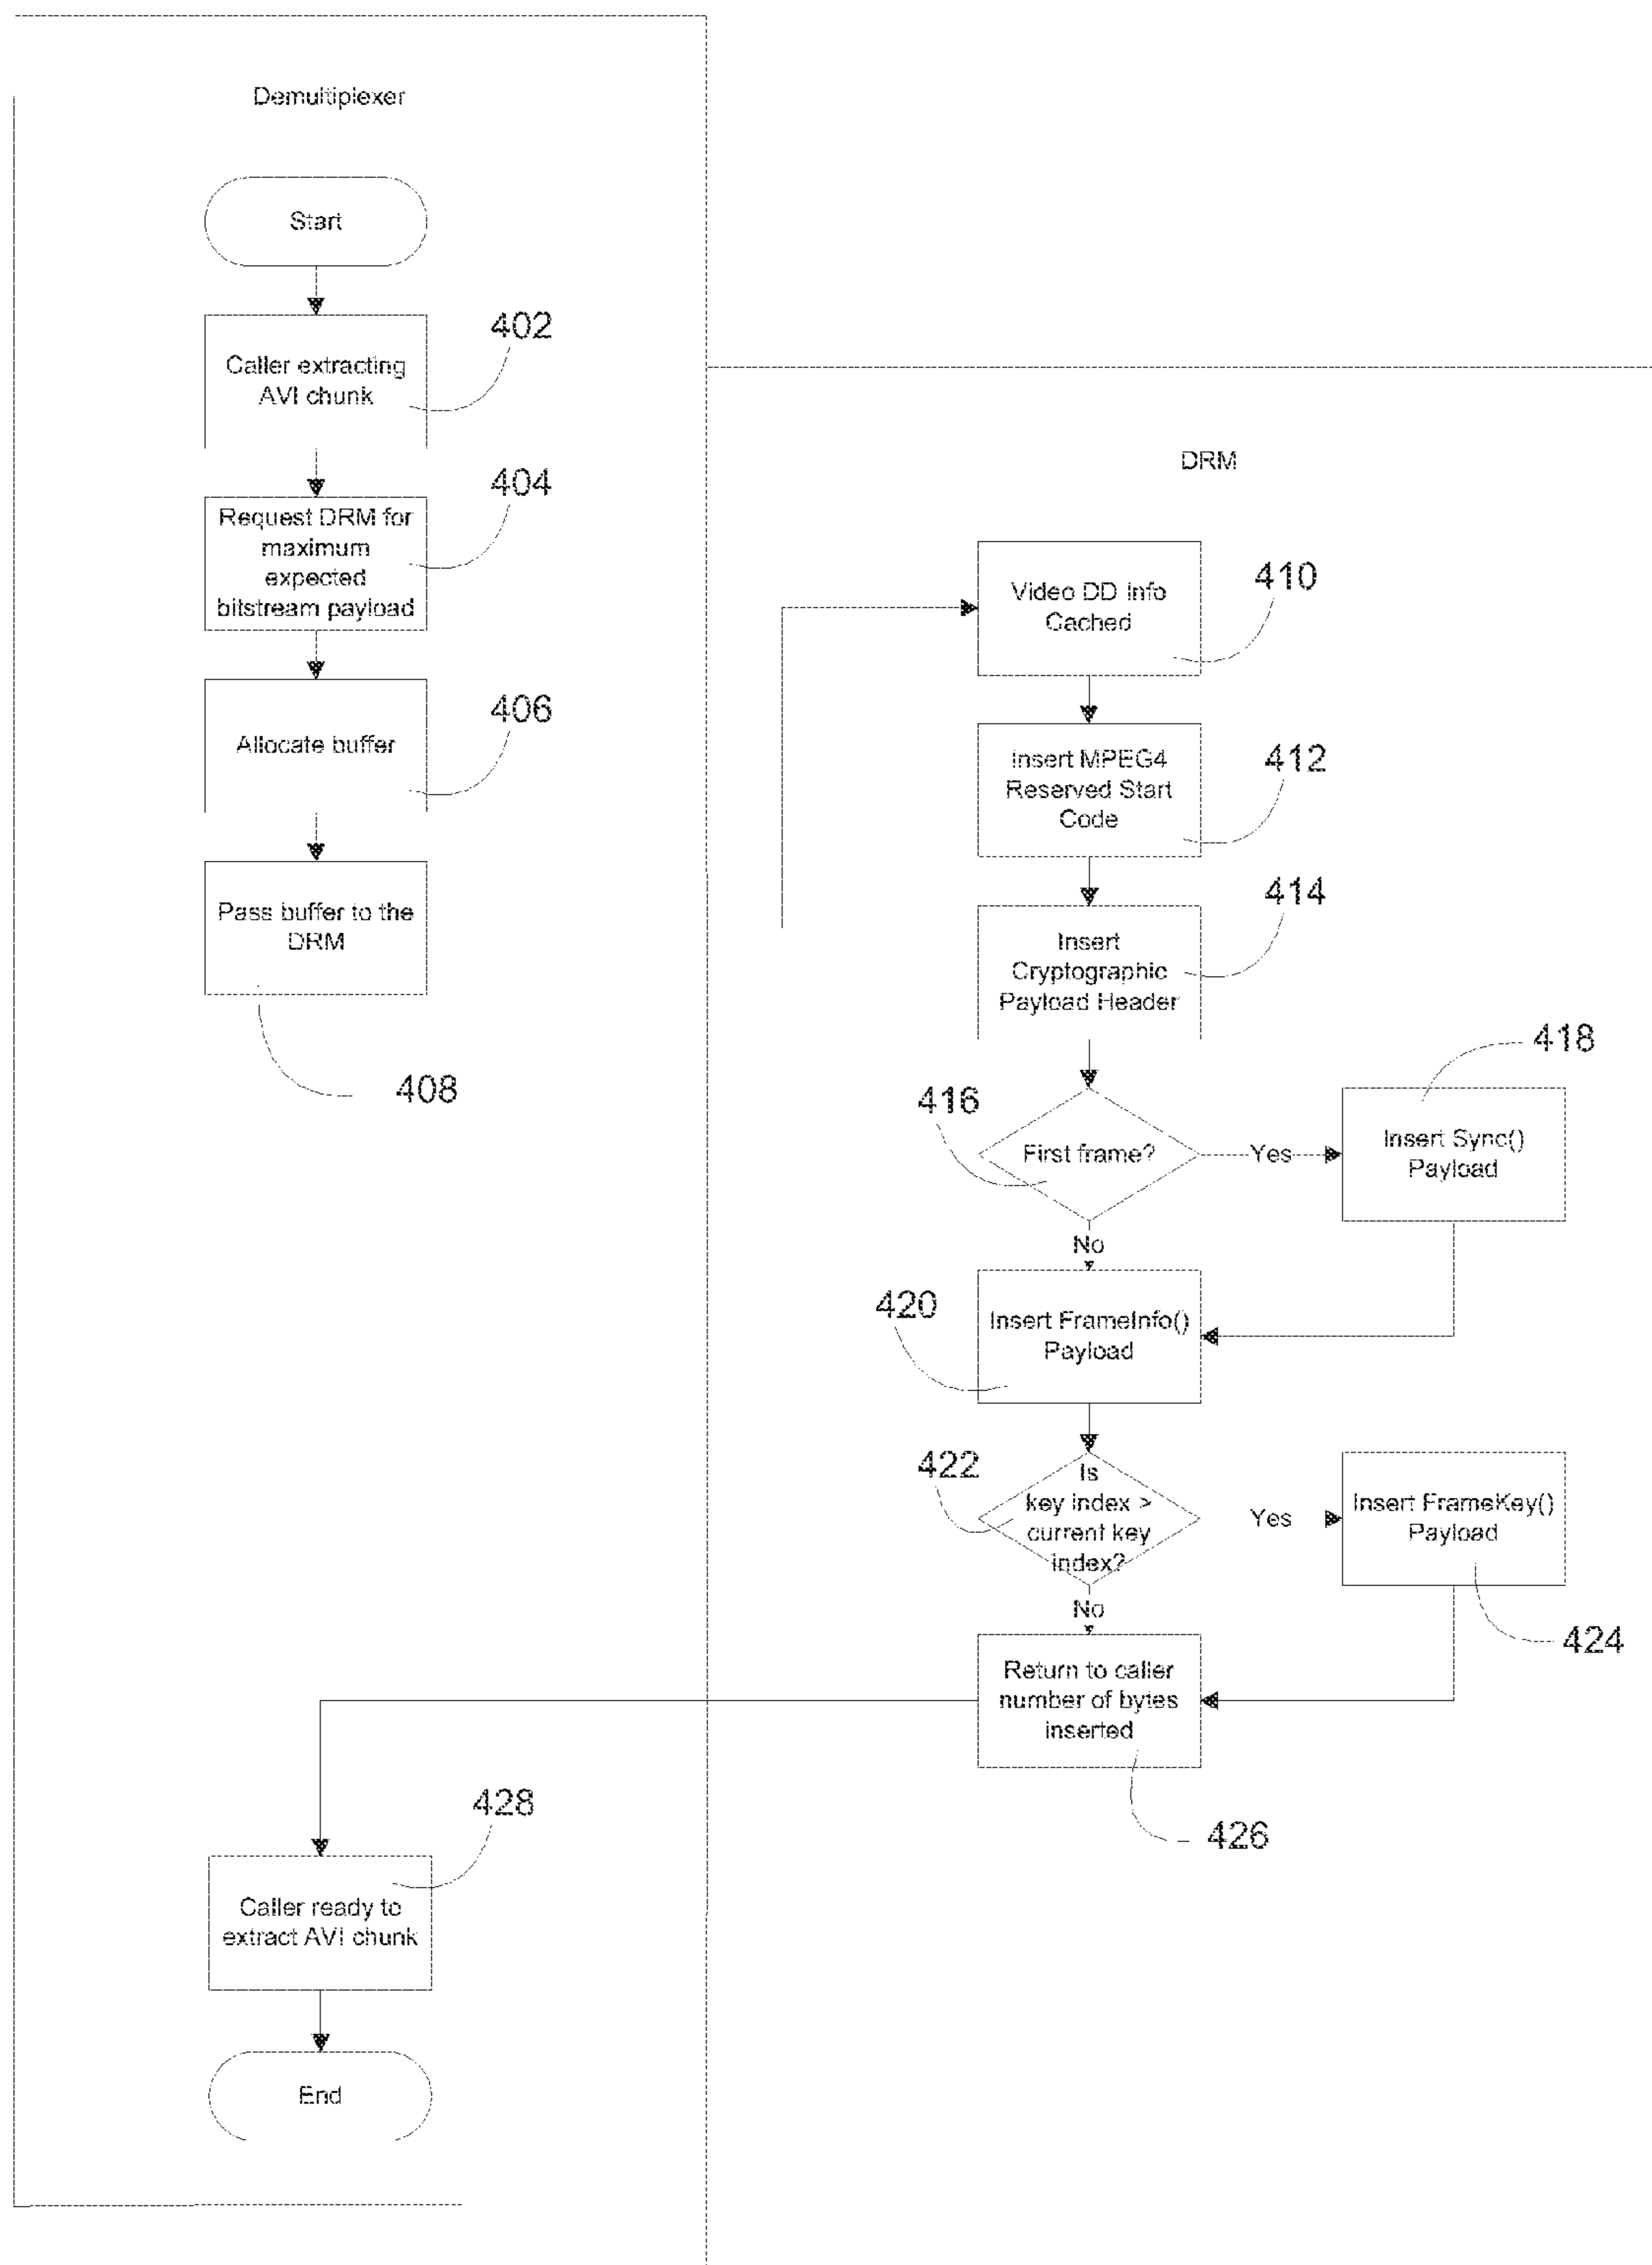 Demultiplexer
Start
402
Caller extracting
AVI chunk
404
Request DRM for
maximum
expected
bitstream payload
406
Allocate buffer
Pass buffer to the
DRM
408
DRM
410
Video DD Info
Cached
412
Insert MPEG4
Reserved Start
Code
414
Insert
Cryptographic
Payload Header
416
First frame?
Yes
418
Insert Sync()
Payload
No
420
Insert FrameInfo()
Payload
422
Is
key index >
current key
index?
Yes
Insert FrameKey()
Payload
424
No
Return to caller
number of bytes
inserted
426
428
Caller ready to
extract AVI chunk
End